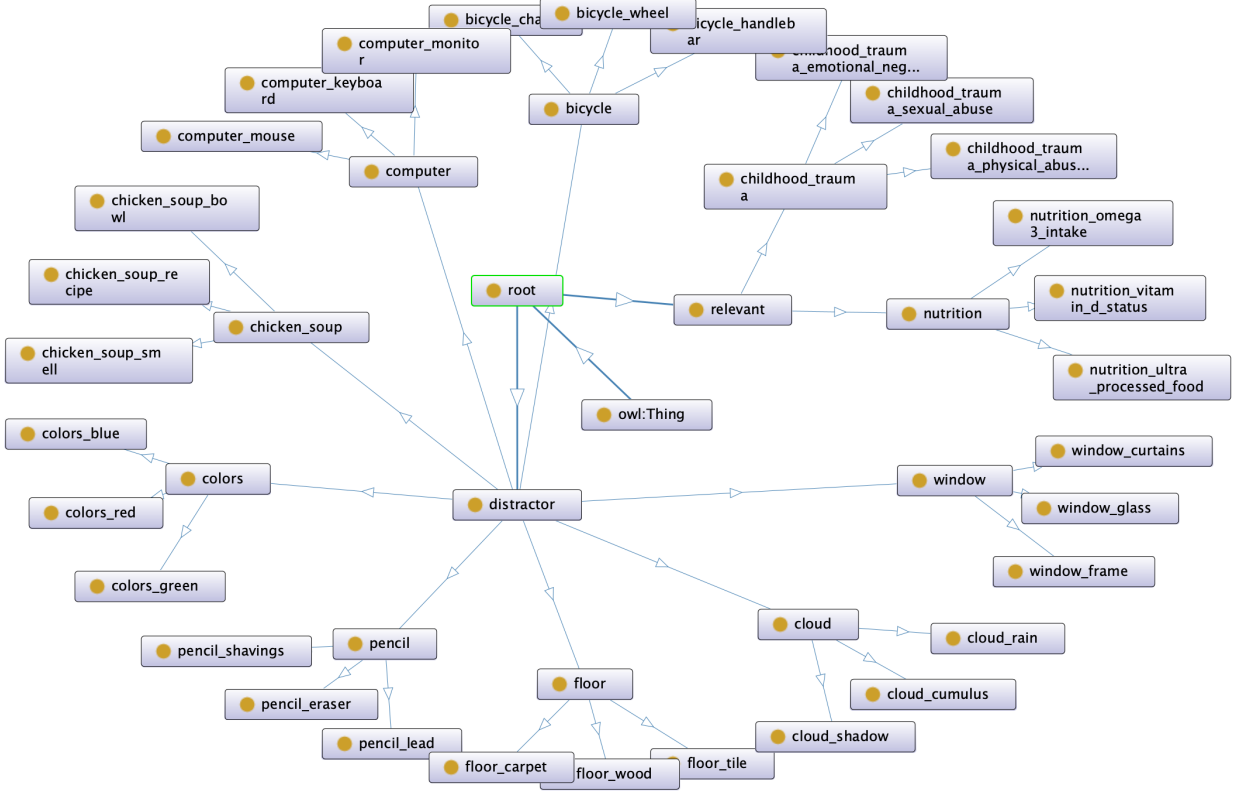 bicycle_wheel
bicycle_cha
icycle_handleb
ar
computer_monito
r
childhood_traum
a_emotional_neg...
computer_keyboa
rd
childhood_traum
a_sexual_abuse
bicycle
computer_mouse
computer
childhood_traum
a_physical_abus...
childhood_traum
a
chicken_soup_bo
wl
nutrition_omega
3_intake
chicken_soup_re
cipe
root
nutrition_vitam
in_d_status
relevant
nutrition
chicken_soup
chicken_soup_sm
ell
nutrition_ultra
_processed_food
owl:Thing
colors_blue
window_curtains
colors
window
distractor
colors_red
window_glass
window_frame
colors_green
cloud
cloud_rain
pencil
pencil_shavings
floor
cloud_cumulus
pencil_eraser
cloud_shadow
pencil_lead
floor_carpet
floor_wood
floor_tile